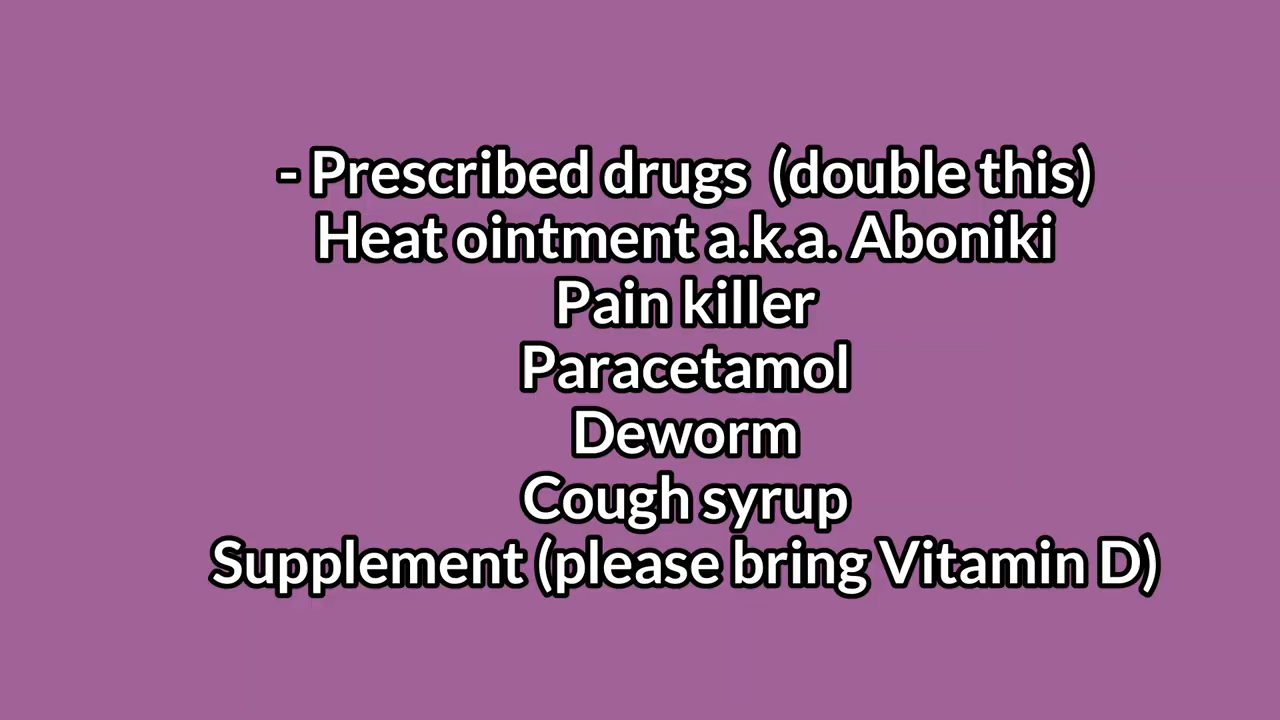 - Prescribed drugs  (double this)
Heat ointment a.k.a. Aboniki
Pain killer
Paracetamol
Deworm
Cough syrup
Supplement (please bring Vitamin D)